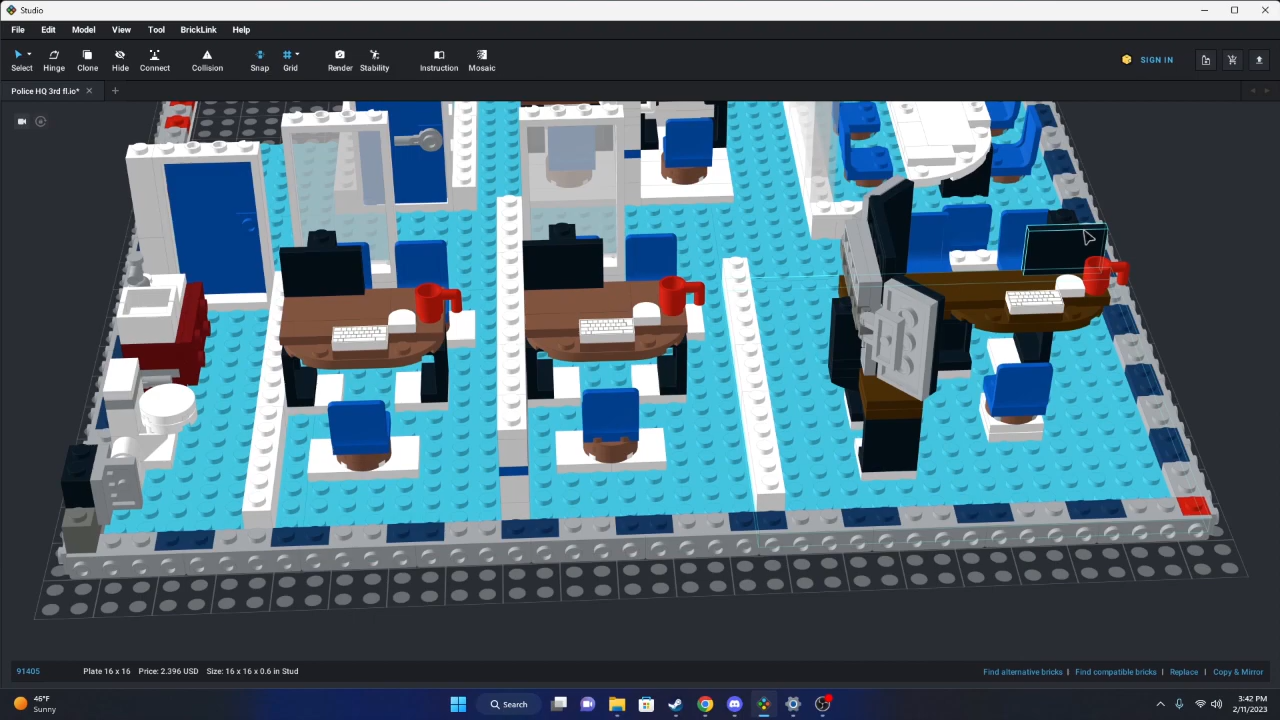 Studio
File Edit Model View Tool BrickLink Help
Select Hinge Clone Hide Connect Collision Snap Grid Render Stability Instruction Mosaic
SIGN IN
Police HQ 3rd fl.io*
91405 Plate 16 x 16 Price: 2.396 USD Size: 16 x 16 x 0.6 in Stud
Find alternative bricks | Find compatible bricks | Replace | Copy & Mirror
46°F
Sunny
Search
3:42 PM
2/11/2023